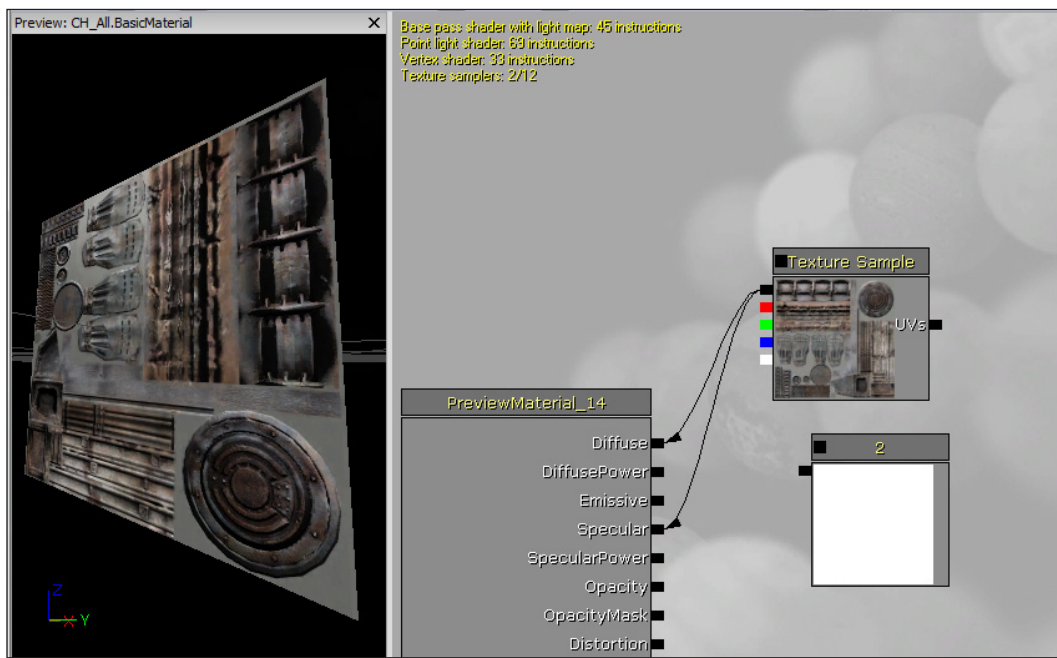 Preview: CH_All.BasicMaterial
Base pass shader with light map: 45 instructions
Point light shader: 69 instructions
Vertex shader: 33 instructions
Texture samplers: 2/12
Texture Sample
UVs
PreviewMaterial_14
Diffuse
DiffusePower
Emissive
Specular
SpecularPower
Opacity
OpacityMask
Distortion
2
Z
X
Y